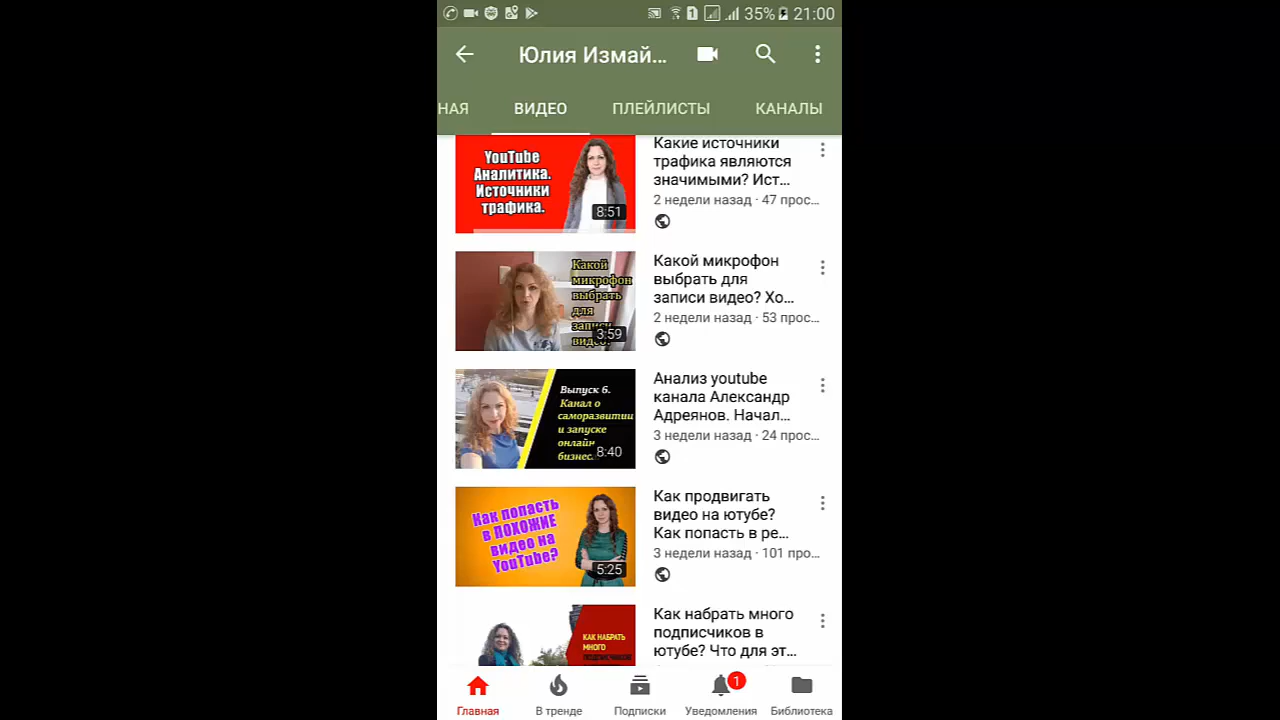 1
35%
21:00
Юлия Измай...
НАЯ
ВИДЕО
ПЛЕЙЛИСТЫ
КАНАЛЫ
YouTube
Аналитика.
Источники
трафика.
8:51
Какие источники
трафика являются
значимыми? Ист...
2 недели назад · 47 прос...
Какой
микрофон
выбрать
для
записи
видео?
3:59
Какой микрофон
выбрать для
записи видео? Хо...
2 недели назад · 53 прос...
Выпуск 6.
Канал о
саморазвитии
и запуске
онлайн
бизнес.
8:40
Анализ youtube
канала Александр
Адреянов. Начал...
3 недели назад · 24 прос...
Как попасть
в ПОХОЖИЕ
видео на
YouTube?
5:25
Как продвигать
видео на ютубе?
Как попасть в ре...
3 недели назад · 101 про...
КАК НАБРАТЬ
МНОГО
ПОДПИСЧИКОВ
Как набрать много
подписчиков в
ютубе? Что для эт...
1
Главная
В тренде
Подписки
Уведомления
Библиотека